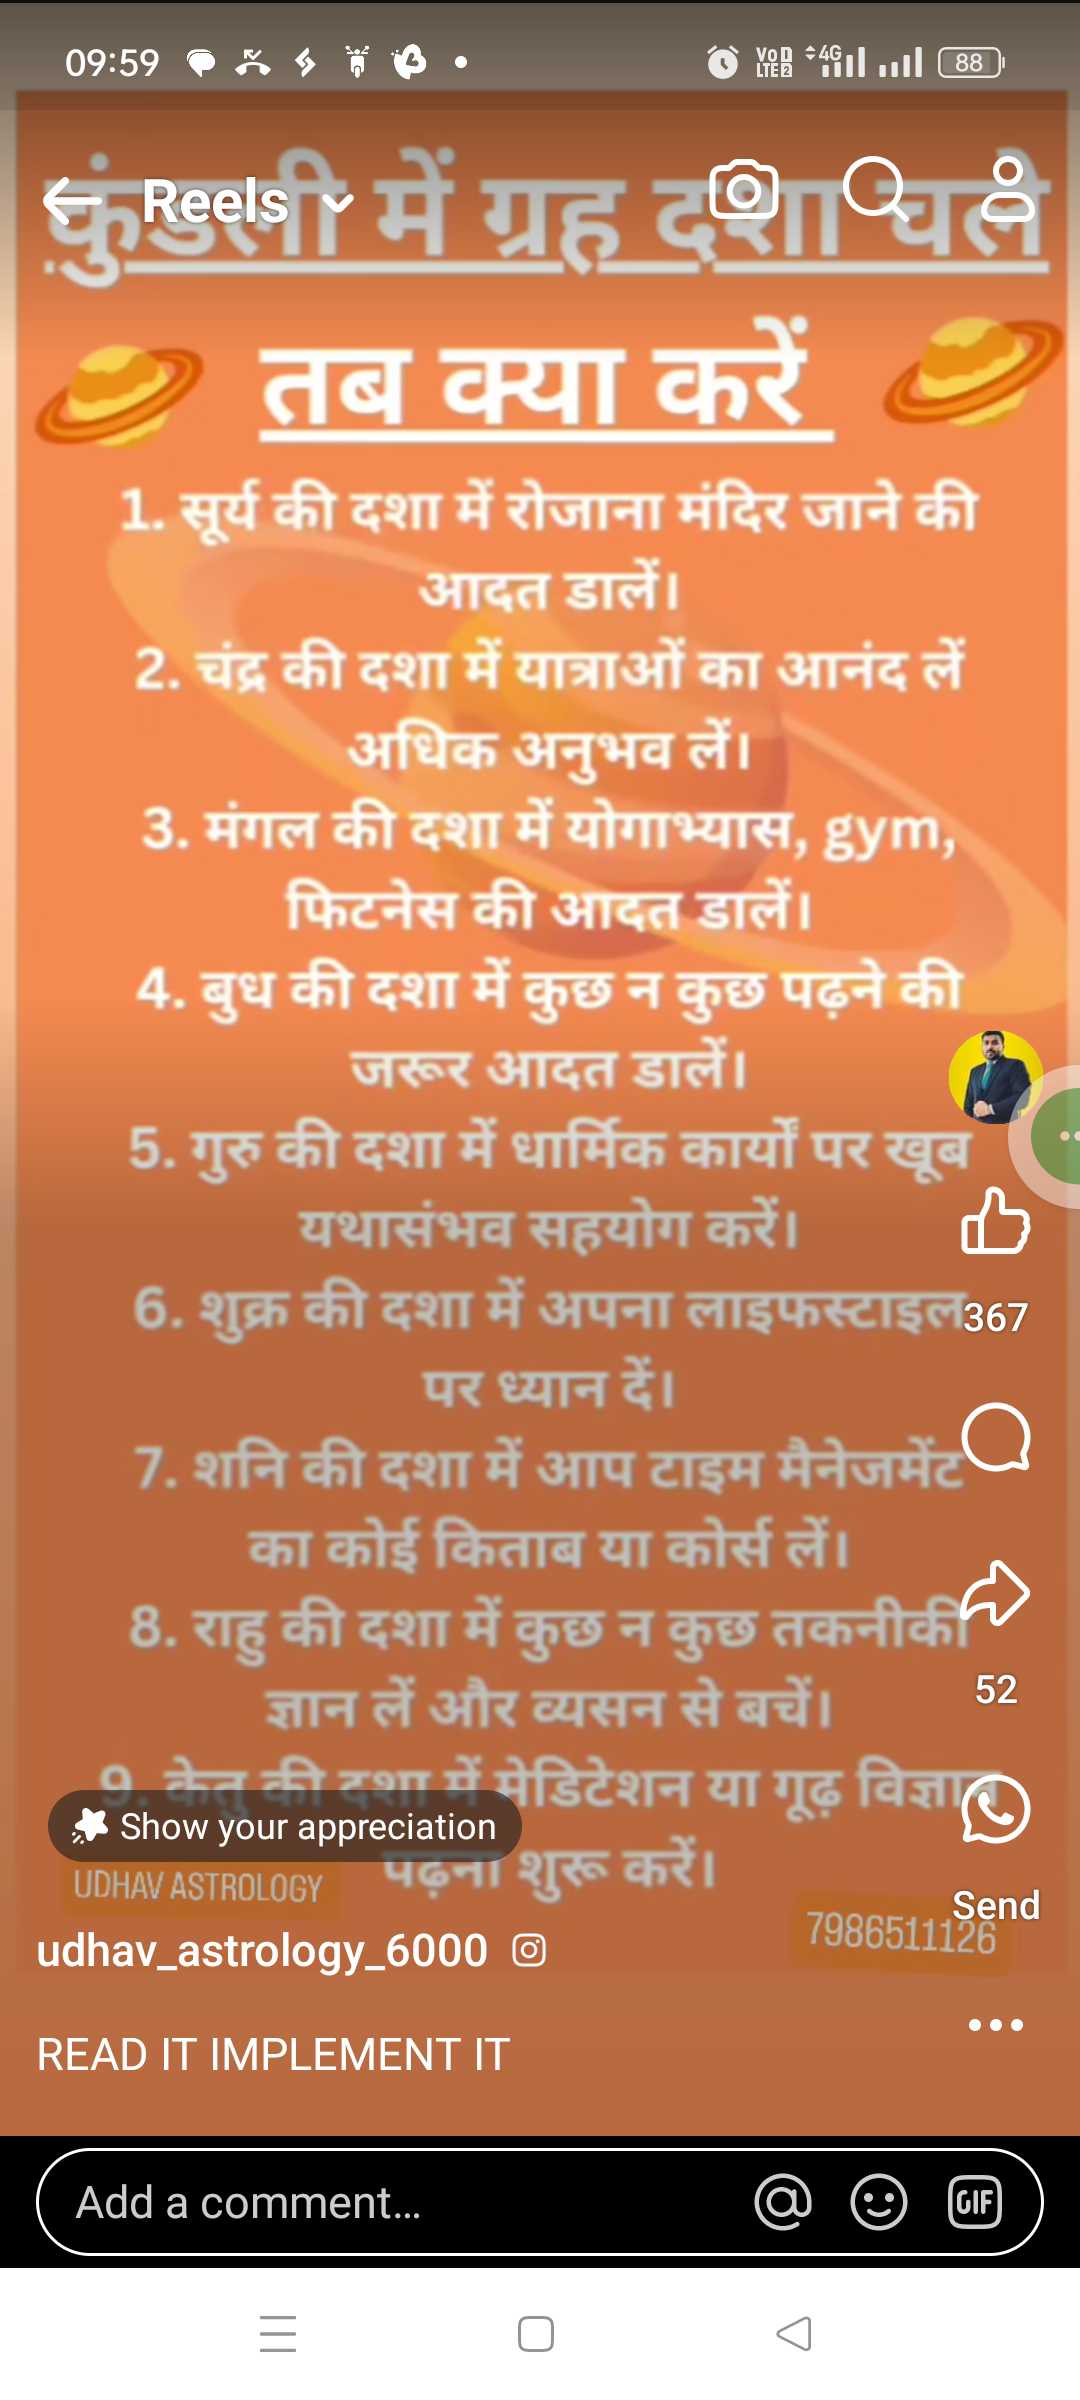 09:59
VoD LTE2 4G 88
Reels
कुंडली में ग्रह दशा चले
तब क्या करें
1. सूर्य की दशा में रोजाना मंदिर जाने की
आदत डालें।
2. चंद्र की दशा में यात्राओं का आनंद लें
अधिक अनुभव लें।
3. मंगल की दशा में योगाभ्यास, gym,
फिटनेस की आदत डालें।
4. बुध की दशा में कुछ न कुछ पढ़ने की
जरूर आदत डालें।
5. गुरु की दशा में धार्मिक कार्यों पर खूब
यथासंभव सहयोग करें।
6. शुक्र की दशा में अपना लाइफस्टाइल
367
पर ध्यान दें।
7. शनि की दशा में आप टाइम मैनेजमेंट
का कोई किताब या कोर्स लें।
8. राहु की दशा में कुछ न कुछ तकनीकी
52
ज्ञान लें और व्यसन से बचें।
9. केतु की दशा में मेडिटेशन या गूढ़ विज्ञान
Show your appreciation
पढ़ना शुरू करें।
UDHAV ASTROLOGY
Send
7986511126
udhav_astrology_6000
READ IT IMPLEMENT IT
Add a comment...
GIF